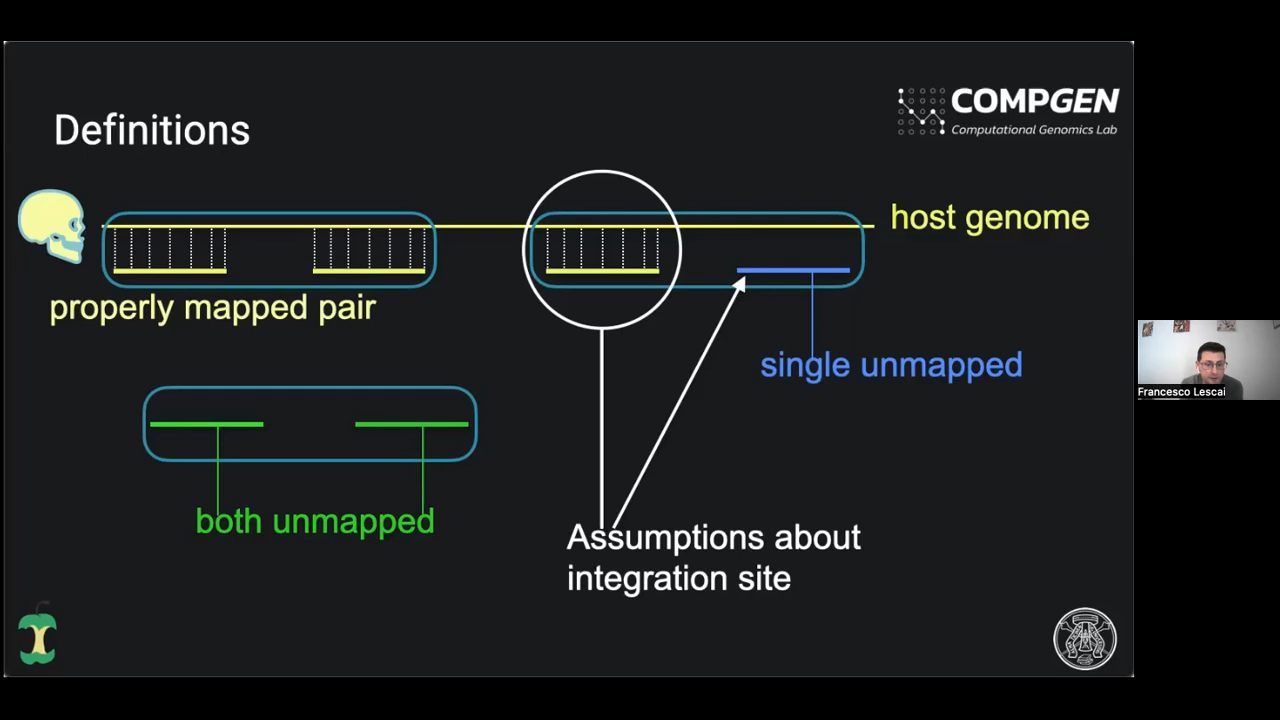 Definitions
COMPGEN
Computational Genomics Lab
host genome
properly mapped pair
single unmapped
both unmapped
Assumptions about
integration site
Francesco Lescai